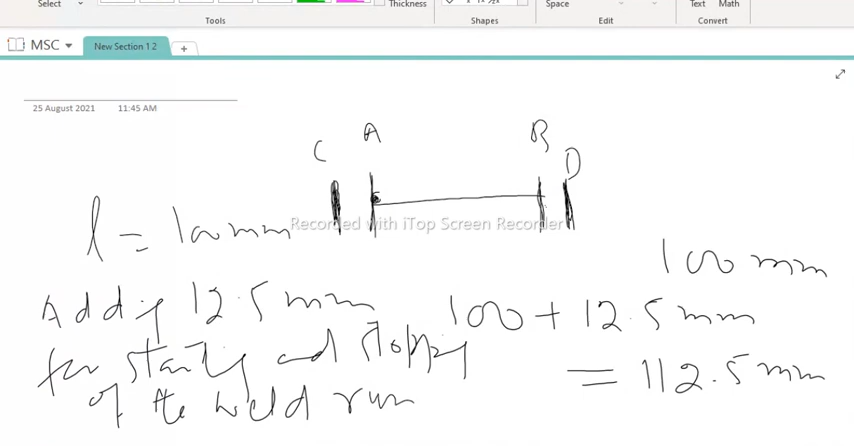 Select
Thickness
Space
Text Math
Tools
Shapes
Edit
Convert
MSC
New Section 1 2
+
25 August 2021 11:45 AM
A
B
C
D
Recorded with iTop Screen Recorder
l = 100mm
100 mm
Adding 12.5mm
100 + 12.5mm
for starting and stopping
= 112.5mm
of the weld run